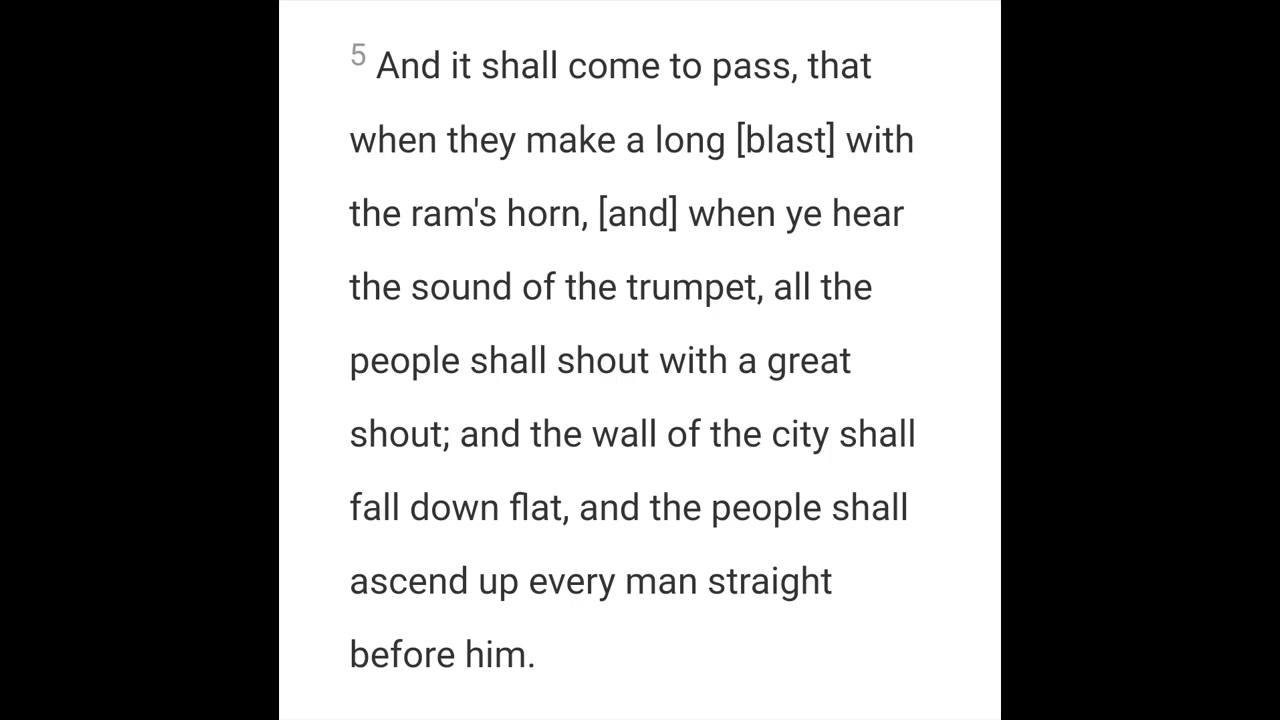 5 And it shall come to pass, that
when they make a long [blast] with
the ram's horn, [and] when ye hear
the sound of the trumpet, all the
people shall shout with a great
shout; and the wall of the city shall
fall down flat, and the people shall
ascend up every man straight
before him.